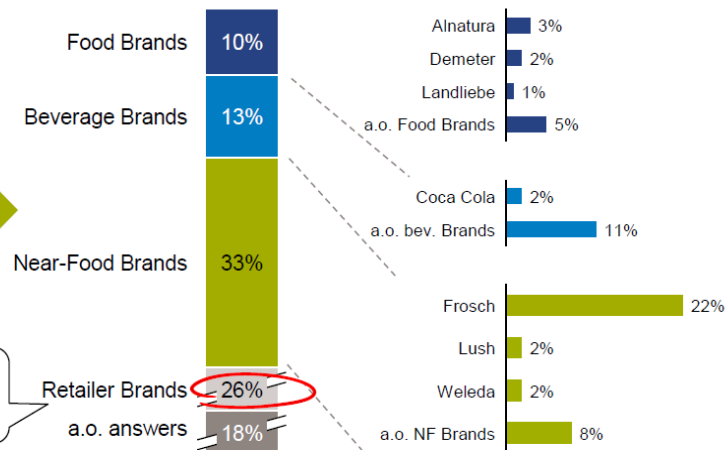 Food Brands 10%
Beverage Brands 13%
Near-Food Brands 33%
Retailer Brands 26%
a.o. answers 18%
Alnatura 3%
Demeter 2%
Landliebe 1%
a.o. Food Brands 5%
Coca Cola 2%
a.o. bev. Brands 11%
Frosch 22%
Lush 2%
Weleda 2%
a.o. NF Brands 8%